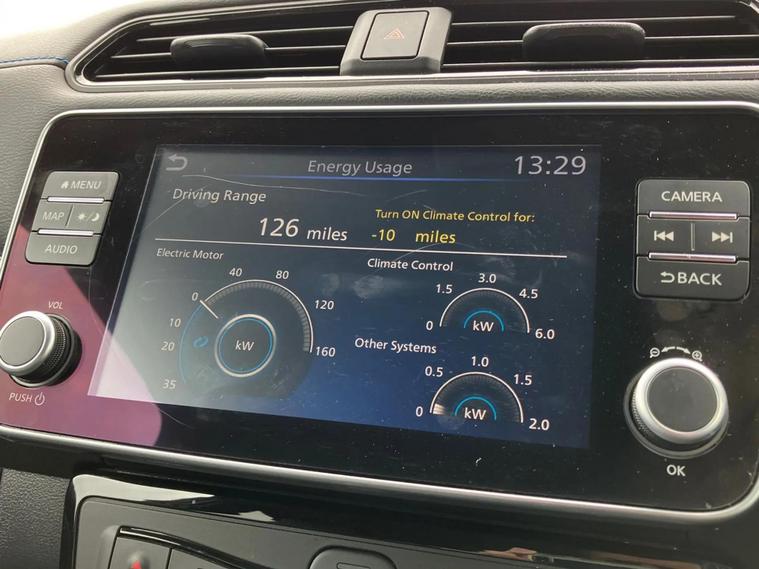 MENU
MAP
AUDIO
VOL
PUSH
Energy Usage 13:29
Driving Range
126 miles
Turn ON Climate Control for:
-10 miles
Electric Motor
0 40 80 120 160
10 20 35
kW
Climate Control
0 1.5 3.0 4.5 6.0
kW
Other Systems
0 0.5 1.0 1.5 2.0
kW
CAMERA
BACK
OK